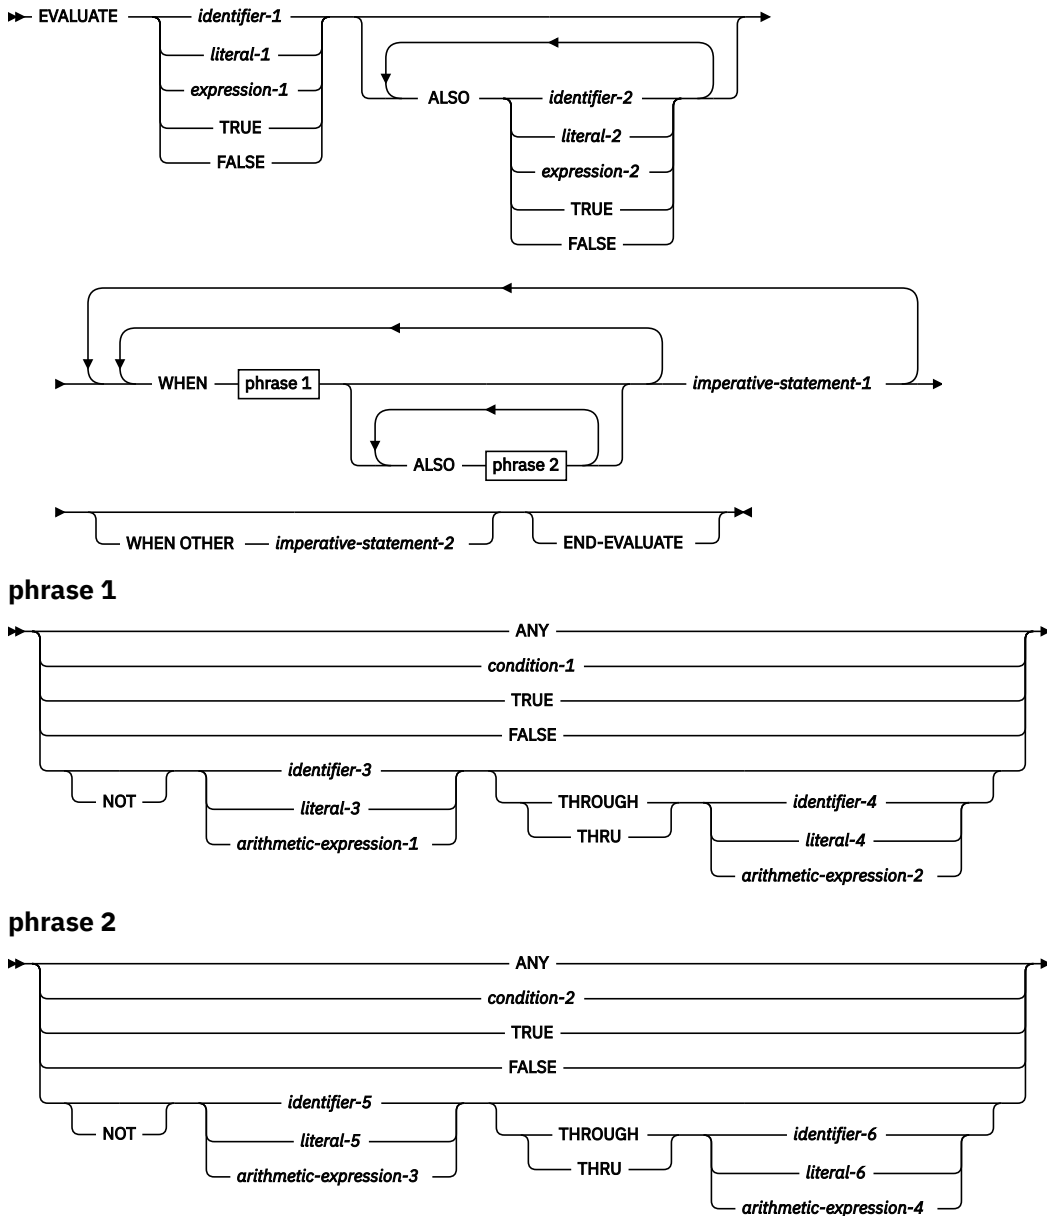 EVALUATE identifier-1
literal-1
expression-1
TRUE
FALSE
ALSO identifier-2
literal-2
expression-2
TRUE
FALSE
WHEN phrase 1 imperative-statement-1
ALSO phrase 2
WHEN OTHER imperative-statement-2 END-EVALUATE
phrase 1
ANY
condition-1
TRUE
FALSE
identifier-3
NOT THROUGH identifier-4
literal-3
THRU
arithmetic-expression-1 literal-4
arithmetic-expression-2
phrase 2
ANY
condition-2
TRUE
FALSE
identifier-5
NOT THROUGH identifier-6
literal-5
THRU
arithmetic-expression-3 literal-6
arithmetic-expression-4